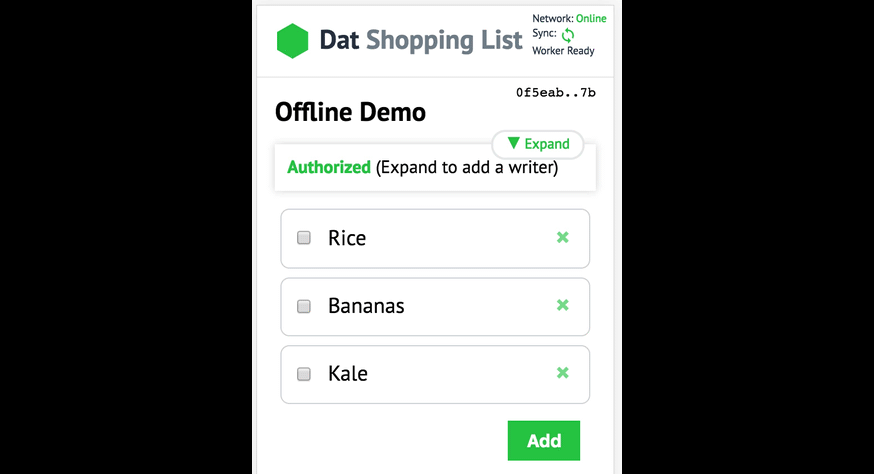 Dat Shopping List
Network: Online
Sync:
Worker Ready
0f5eab..7b
Offline Demo
▼ Expand
Authorized (Expand to add a writer)
Rice
Bananas
Kale
Add